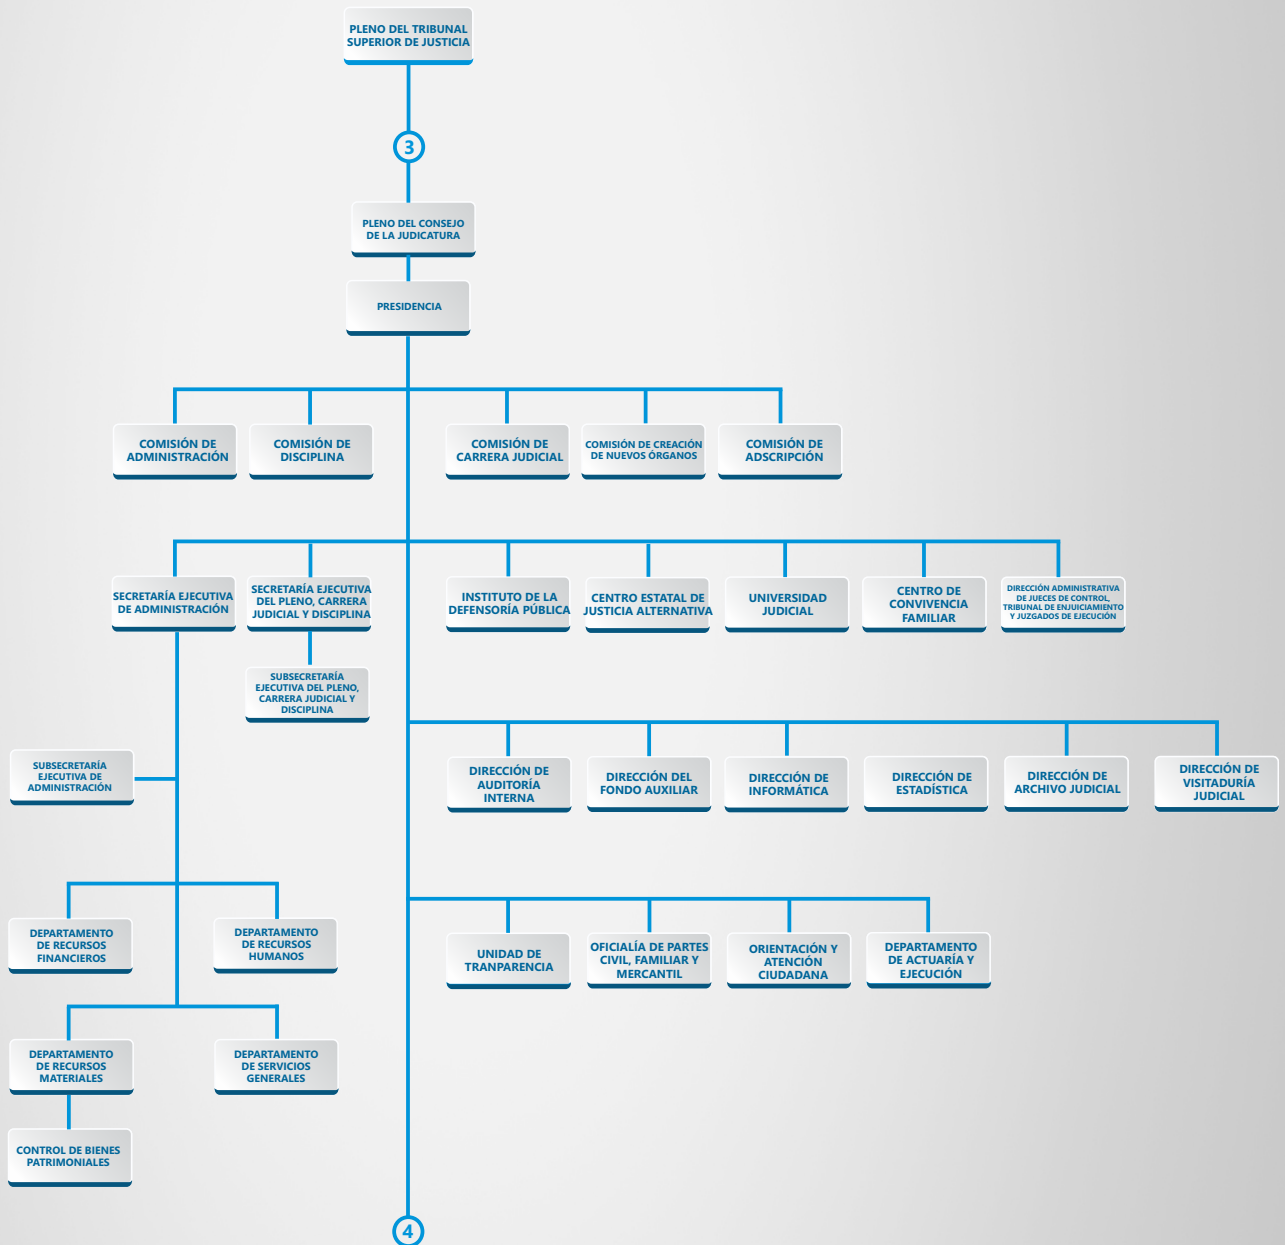 PLENO DEL TRIBUNAL
SUPERIOR DE JUSTICIA
3
PLENO DEL CONSEJO
DE LA JUDICATURA
PRESIDENCIA
COMISIÓN DE
ADMINISTRACIÓN
COMISIÓN DE
DISCIPLINA
COMISIÓN DE
CARRERA JUDICIAL
COMISIÓN DE CREACIÓN
DE NUEVOS ÓRGANOS
COMISIÓN DE
ADSCRIPCIÓN
SECRETARÍA EJECUTIVA
DE ADMINISTRACIÓN
SECRETARÍA EJECUTIVA
DEL PLENO, CARRERA
JUDICIAL Y DISCIPLINA
INSTITUTO DE LA
DEFENSORÍA PÚBLICA
CENTRO ESTATAL DE
JUSTICIA ALTERNATIVA
UNIVERSIDAD
JUDICIAL
CENTRO DE
CONVIVENCIA
FAMILIAR
DIRECCIÓN ADMINISTRATIVA
DE JUECES DE CONTROL,
TRIBUNAL DE ENJUICIAMIENTO
Y JUZGADOS DE EJECUCIÓN
SUBSECRETARÍA
EJECUTIVA DEL PLENO,
CARRERA JUDICIAL Y
DISCIPLINA
SUBSECRETARÍA
EJECUTIVA DE
ADMINISTRACIÓN
DIRECCIÓN DE
AUDITORÍA
INTERNA
DIRECCIÓN DEL
FONDO AUXILIAR
DIRECCIÓN DE
INFORMÁTICA
DIRECCIÓN DE
ESTADÍSTICA
DIRECCIÓN DE
ARCHIVO JUDICIAL
DIRECCIÓN DE
VISITADURÍA
JUDICIAL
DEPARTAMENTO
DE RECURSOS
FINANCIEROS
DEPARTAMENTO
DE RECURSOS
HUMANOS
UNIDAD DE
TRANPARENCIA
OFICIALÍA DE PARTES
CIVIL, FAMILIAR Y
MERCANTIL
ORIENTACIÓN Y
ATENCIÓN
CIUDADANA
DEPARTAMENTO
DE ACTUARÍA Y
EJECUCIÓN
DEPARTAMENTO
DE RECURSOS
MATERIALES
DEPARTAMENTO
DE SERVICIOS
GENERALES
CONTROL DE BIENES
PATRIMONIALES
4